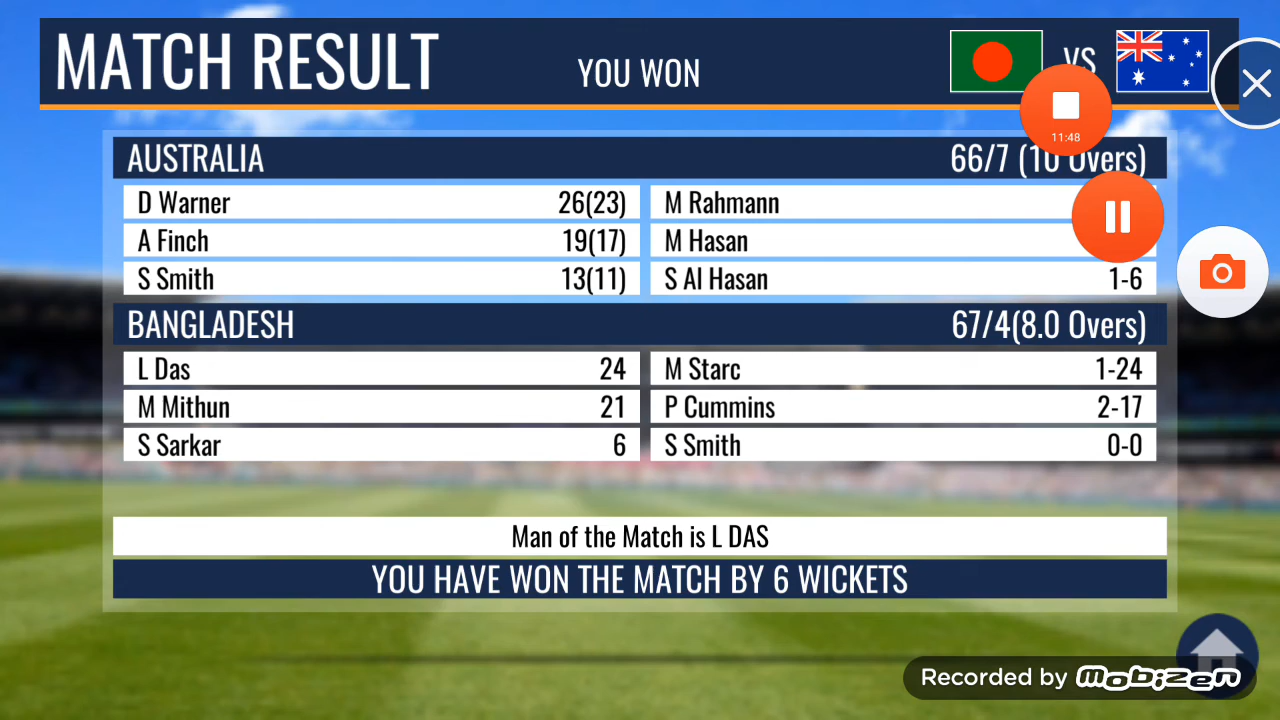 MATCH RESULT
YOU WON
VS
11:48
AUSTRALIA 66/7 (10 Overs)
D Warner 26(23) M Rahmann
A Finch 19(17) M Hasan
S Smith 13(11) S Al Hasan 1-6
BANGLADESH 67/4(8.0 Overs)
L Das 24 M Starc 1-24
M Mithun 21 P Cummins 2-17
S Sarkar 6 S Smith 0-0
Man of the Match is L DAS
YOU HAVE WON THE MATCH BY 6 WICKETS
Recorded by Mobizen